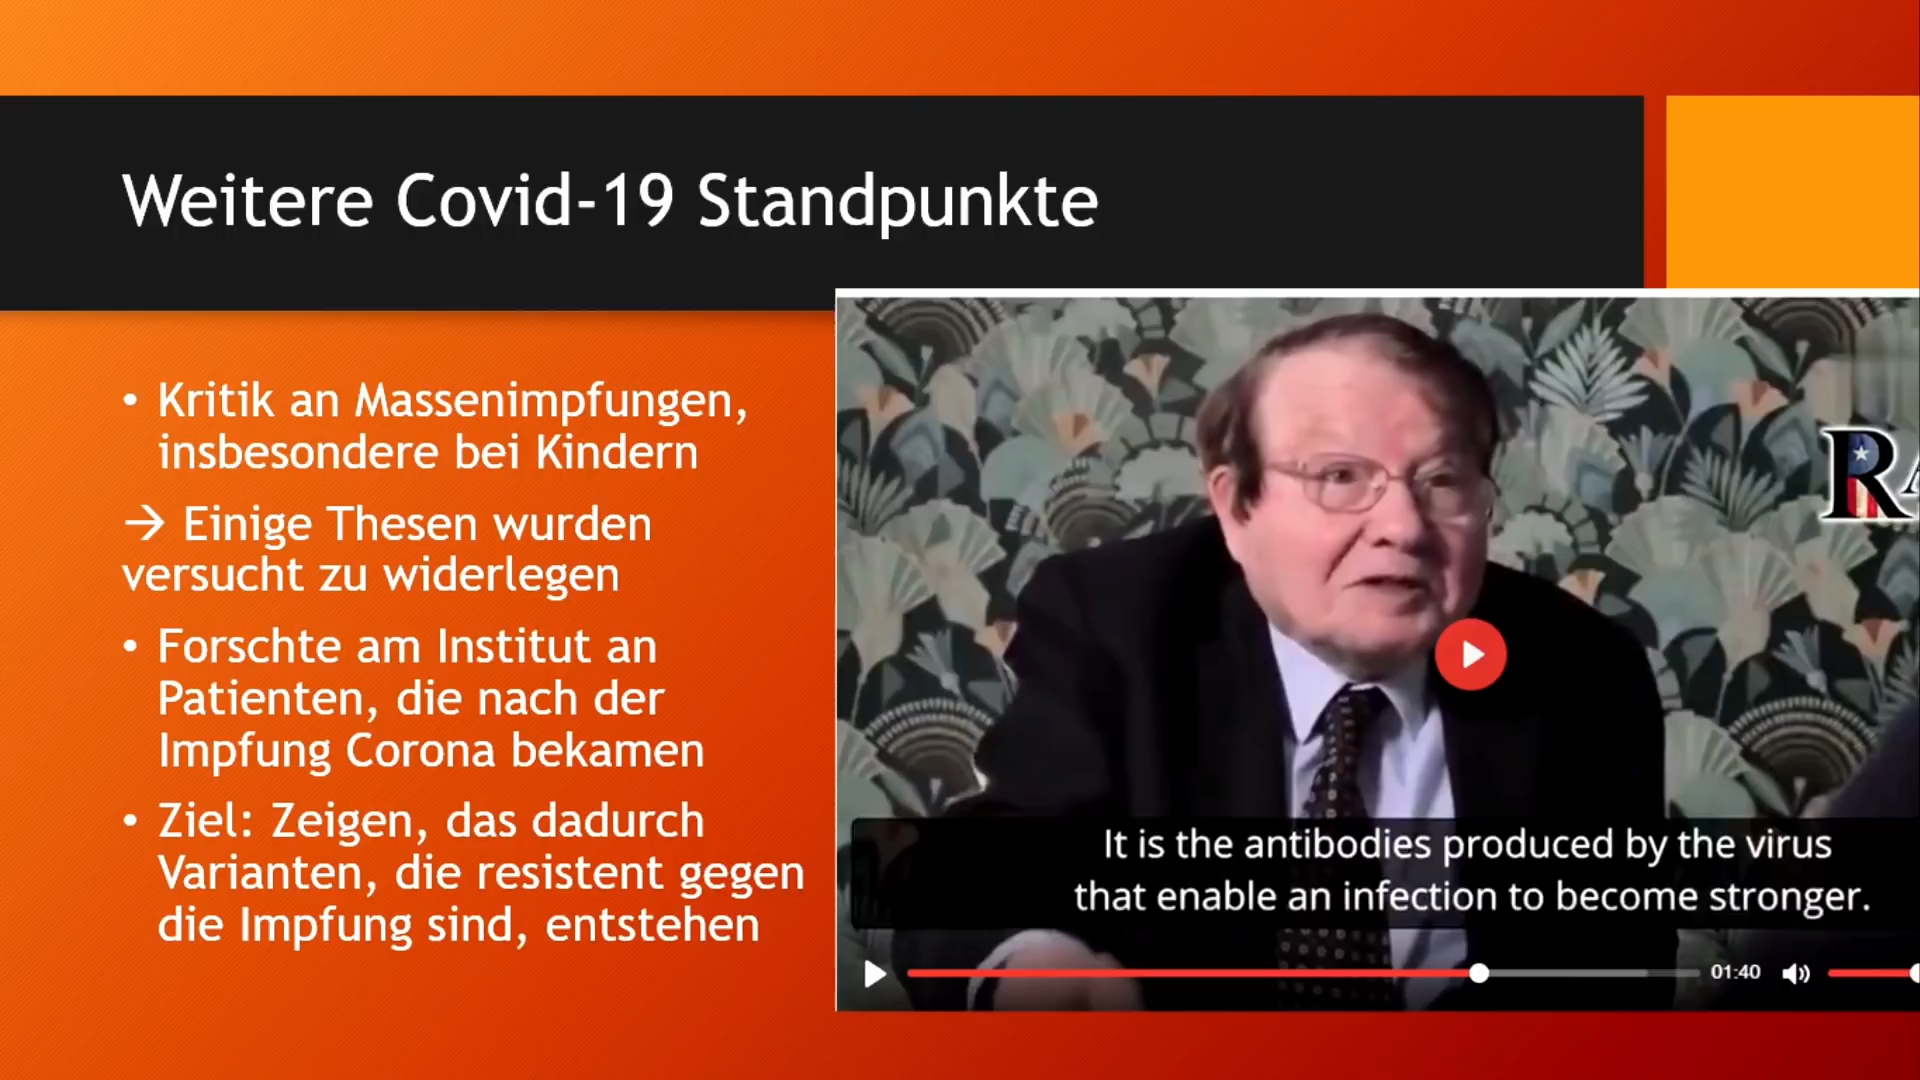 Weitere Covid-19 Standpunkte
• Kritik an Massenimpfungen,
insbesondere bei Kindern
→ Einige Thesen wurden
versucht zu widerlegen
• Forschte am Institut an
Patienten, die nach der
Impfung Corona bekamen
• Ziel: Zeigen, das dadurch
Varianten, die resistent gegen
die Impfung sind, entstehen
RA
It is the antibodies produced by the virus
that enable an infection to become stronger.
01:40